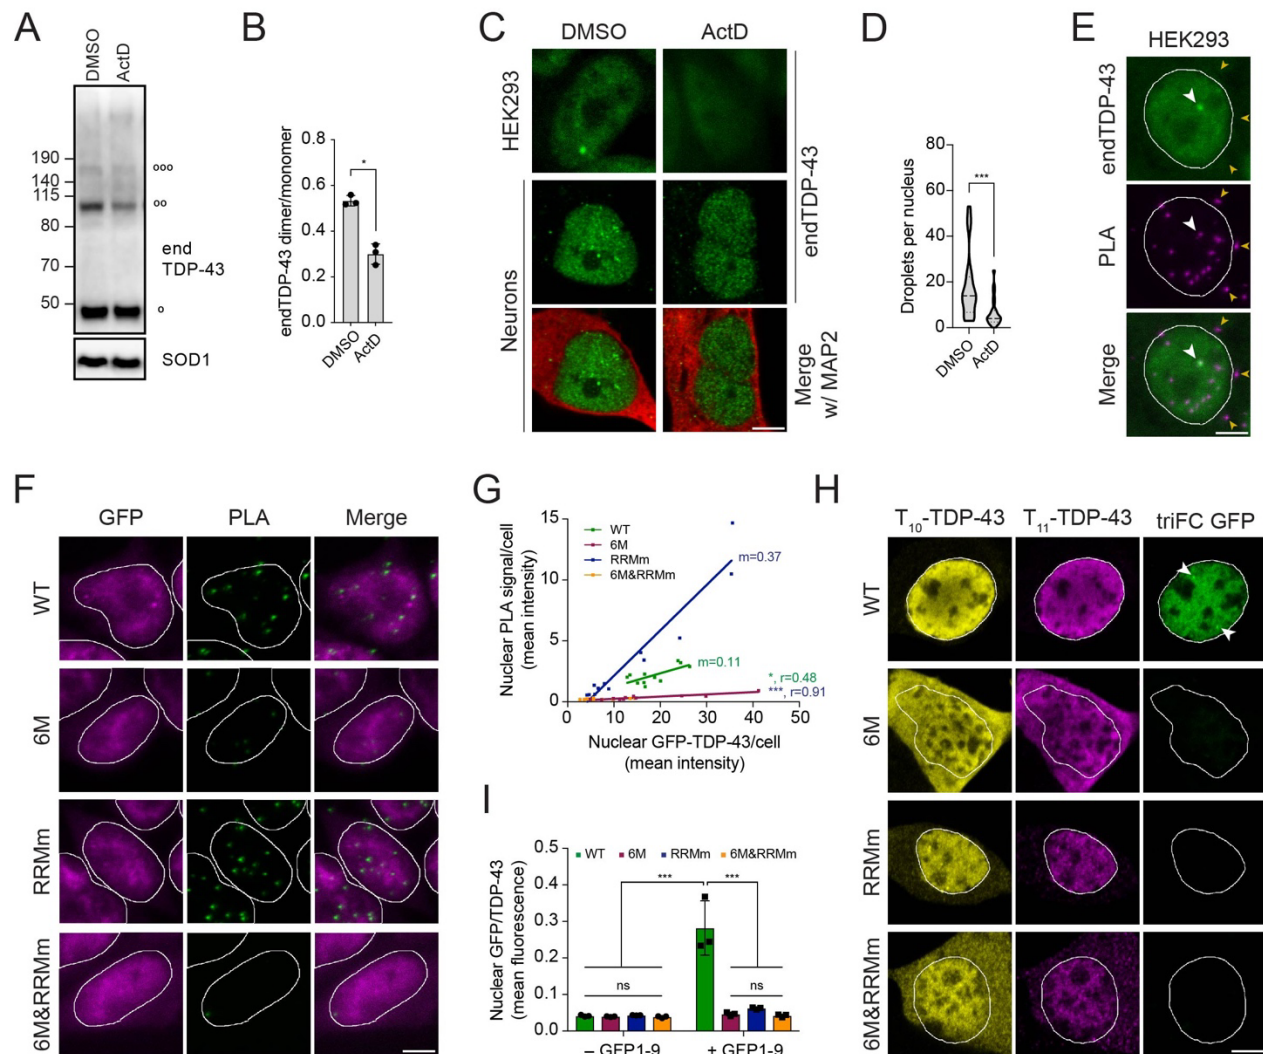 A
DMSO
ActD
190
140
115
80
70
50
ooo
oo
end
TDP-43
o
SOD1
B
endTDP-43 dimer/monomer
0.8
0.6
0.4
0.2
0.0
*
DMSO
ActD
C
DMSO
ActD
HEK293
Neurons
endTDP-43
Merge
w/ MAP2
D
Droplets per nucleus
80
60
40
20
0
***
DMSO
ActD
E
HEK293
endTDP-43
PLA
Merge
F
GFP
PLA
Merge
WT
6M
RRMm
6M&RRMm
G
Nuclear PLA signal/cell
(mean intensity)
15
10
5
0
WT
6M
RRMm
6M&RRMm
m=0.37
m=0.11
*, r=0.48
***, r=0.91
0
10
20
30
40
50
Nuclear GFP-TDP-43/cell
(mean intensity)
H
T10-TDP-43
T11-TDP-43
triFC GFP
WT
6M
RRMm
6M&RRMm
I
Nuclear GFP/TDP-43
(mean fluorescence)
0.5
0.4
0.3
0.2
0.1
0.0
WT
6M
RRMm
6M&RRMm
***
***
ns
ns
– GFP1-9
+ GFP1-9